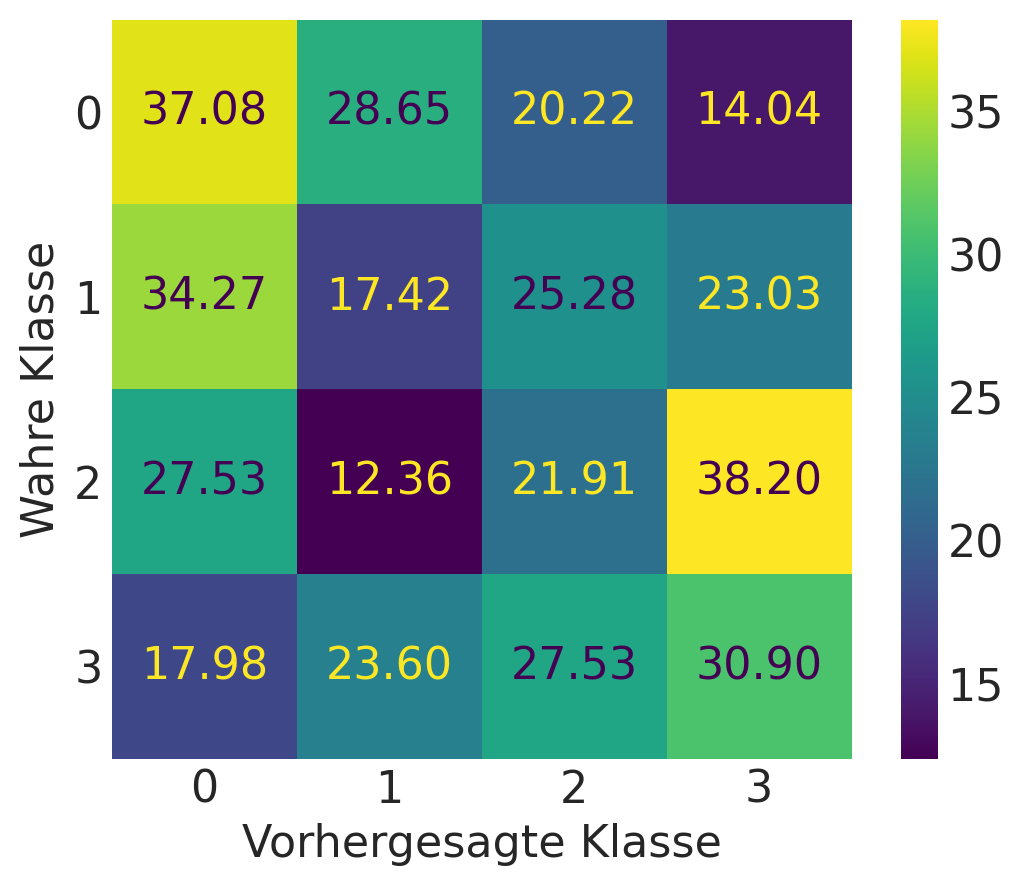 Wahre Klasse
0 37.08 28.65 20.22 14.04
1 34.27 17.42 25.28 23.03
2 27.53 12.36 21.91 38.20
3 17.98 23.60 27.53 30.90
0 1 2 3
Vorhergesagte Klasse
35
30
25
20
15